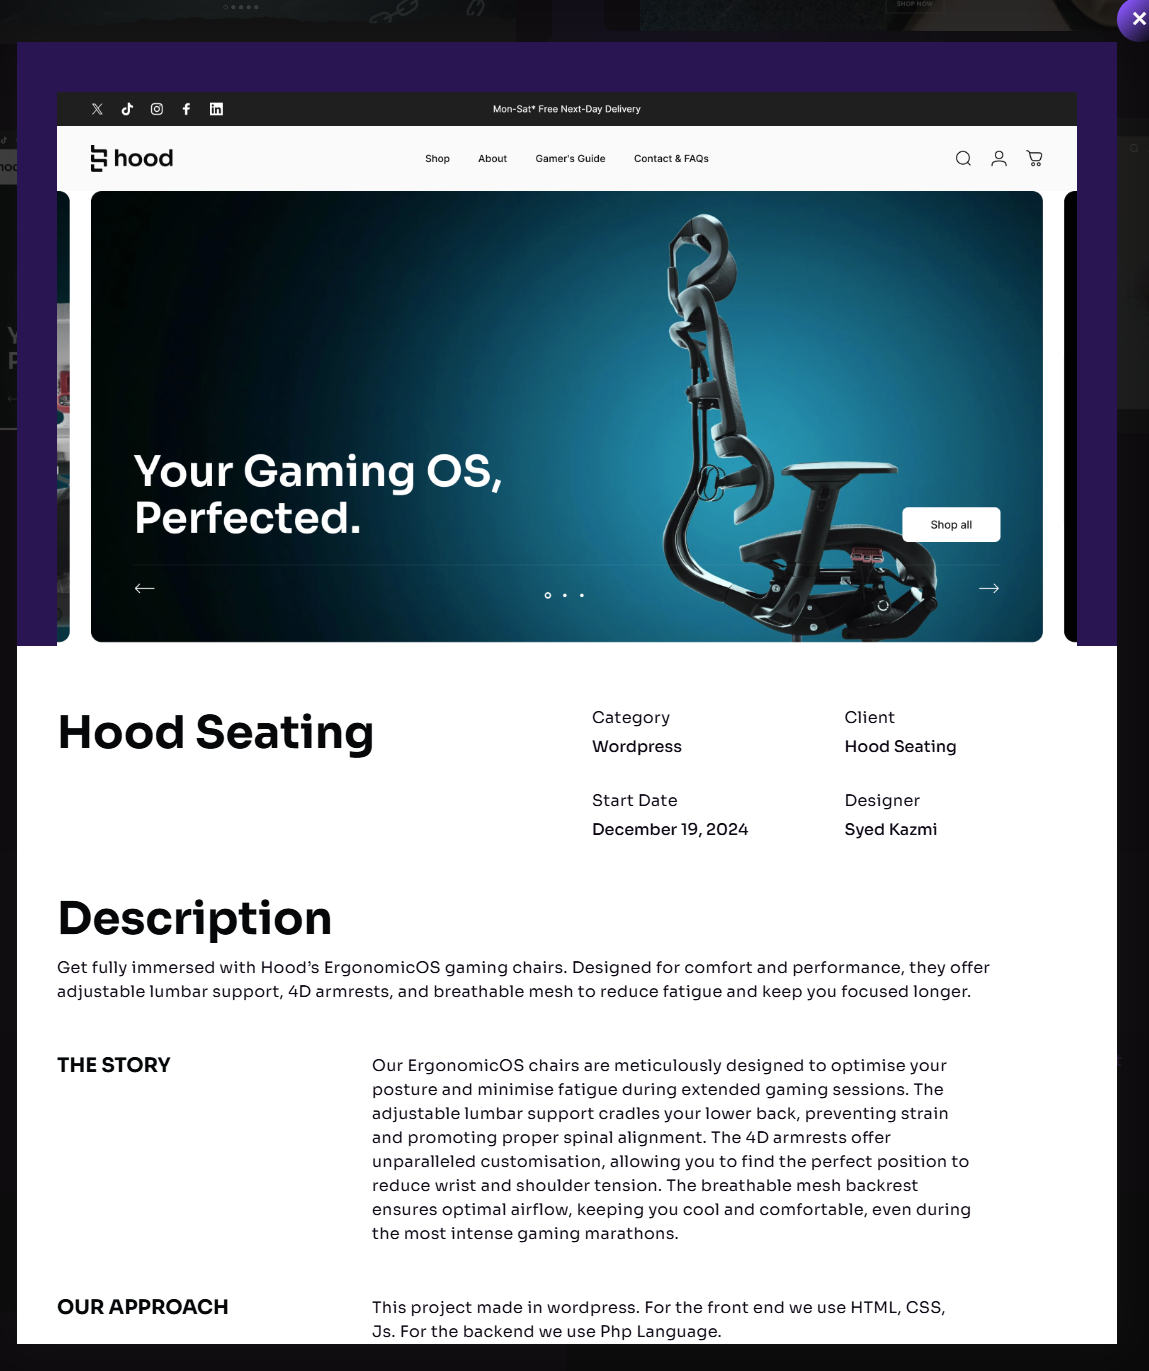 SHOP NOW
Mon-Sat* Free Next-Day Delivery
hood
Shop
About
Gamer's Guide
Contact & FAQs
Your Gaming OS,
Perfected.
Shop all
Hood Seating
Category
Wordpress
Client
Hood Seating
Start Date
December 19, 2024
Designer
Syed Kazmi
Description
Get fully immersed with Hood’s ErgonomicOS gaming chairs. Designed for comfort and performance, they offer
adjustable lumbar support, 4D armrests, and breathable mesh to reduce fatigue and keep you focused longer.
THE STORY
Our ErgonomicOS chairs are meticulously designed to optimise your
posture and minimise fatigue during extended gaming sessions. The
adjustable lumbar support cradles your lower back, preventing strain
and promoting proper spinal alignment. The 4D armrests offer
unparalleled customisation, allowing you to find the perfect position to
reduce wrist and shoulder tension. The breathable mesh backrest
ensures optimal airflow, keeping you cool and comfortable, even during
the most intense gaming marathons.
OUR APPROACH
This project made in wordpress. For the front end we use HTML, CSS,
Js. For the backend we use Php Language.